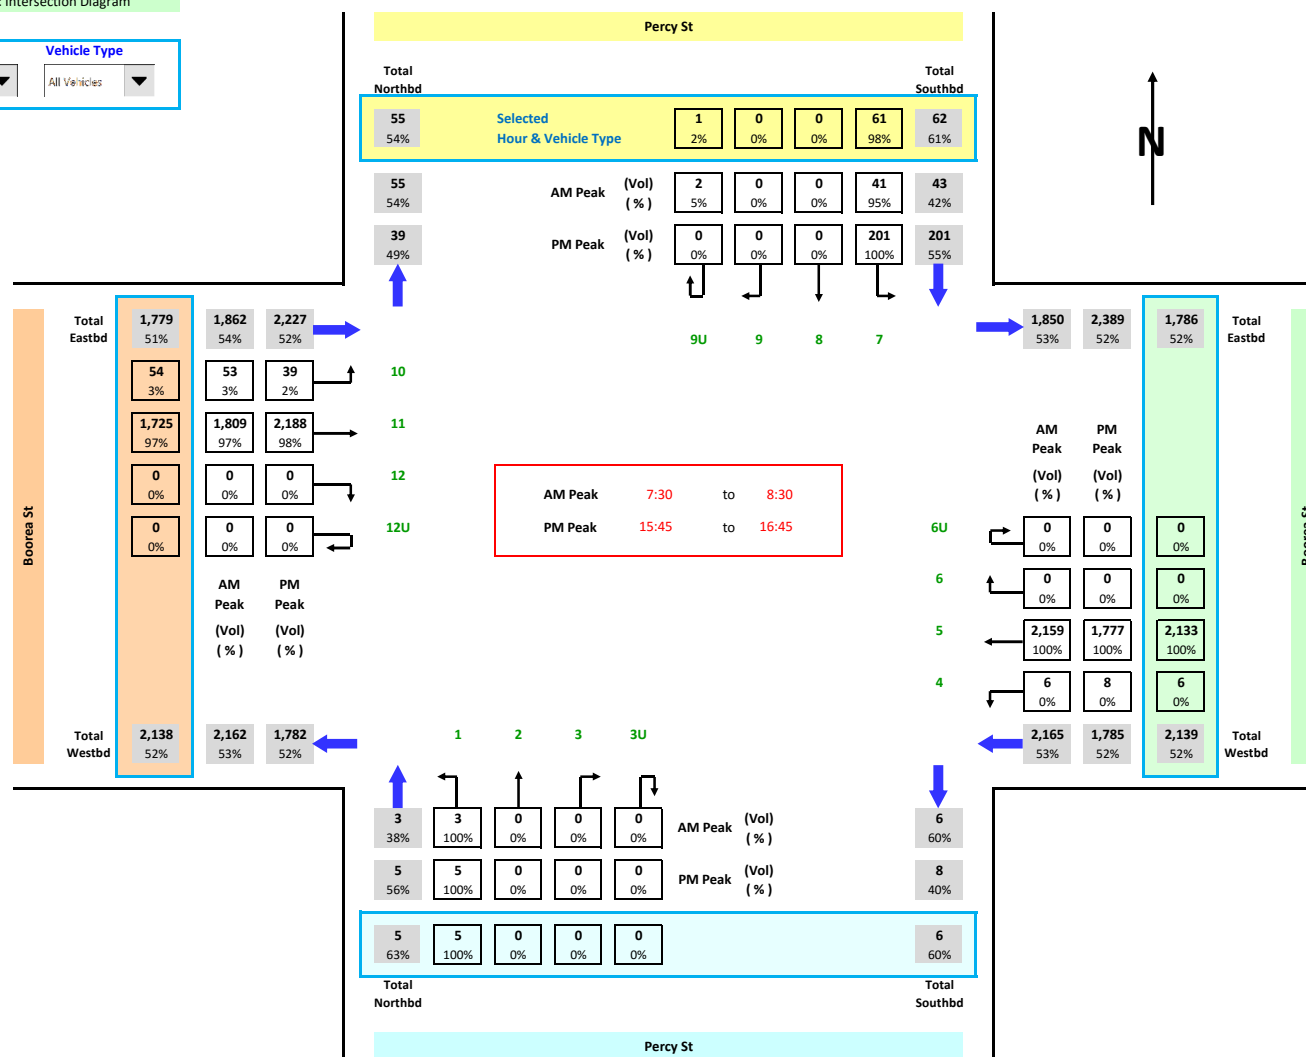 : Intersection Diagram
Vehicle Type
All Vehicles
Percy St
Total Northbd
Total Southbd
55 54%
Selected Hour & Vehicle Type
1 2%
0 0%
0 0%
61 98%
62 61%
55 54%
AM Peak (Vol) ( % )
2 5%
0 0%
0 0%
41 95%
43 42%
39 49%
PM Peak (Vol) ( % )
0 0%
0 0%
0 0%
201 100%
201 55%
N
9U 9 8 7
Boorea St
Total Eastbd
1,779 51%
1,862 54%
2,227 52%
54 3%
53 3%
39 2%
10
1,725 97%
1,809 97%
2,188 98%
11
0 0%
0 0%
0 0%
12
0 0%
0 0%
0 0%
12U
AM Peak (Vol) ( % )
PM Peak (Vol) ( % )
Total Westbd
2,138 52%
2,162 53%
1,782 52%
AM Peak 7:30 to 8:30
PM Peak 15:45 to 16:45
1,850 53%
2,389 52%
1,786 52%
Total Eastbd
AM Peak (Vol) ( % )
PM Peak (Vol) ( % )
6U
0 0%
0 0%
0 0%
6
0 0%
0 0%
0 0%
5
2,159 100%
1,777 100%
2,133 100%
4
6 0%
8 0%
6 0%
2,165 53%
1,785 52%
2,139 52%
Total Westbd
Boorea St
1 2 3 3U
3 38%
3 100%
0 0%
0 0%
0 0%
AM Peak (Vol) ( % )
6 60%
5 56%
5 100%
0 0%
0 0%
0 0%
PM Peak (Vol) ( % )
8 40%
5 63%
5 100%
0 0%
0 0%
0 0%
6 60%
Total Northbd
Total Southbd
Percy St